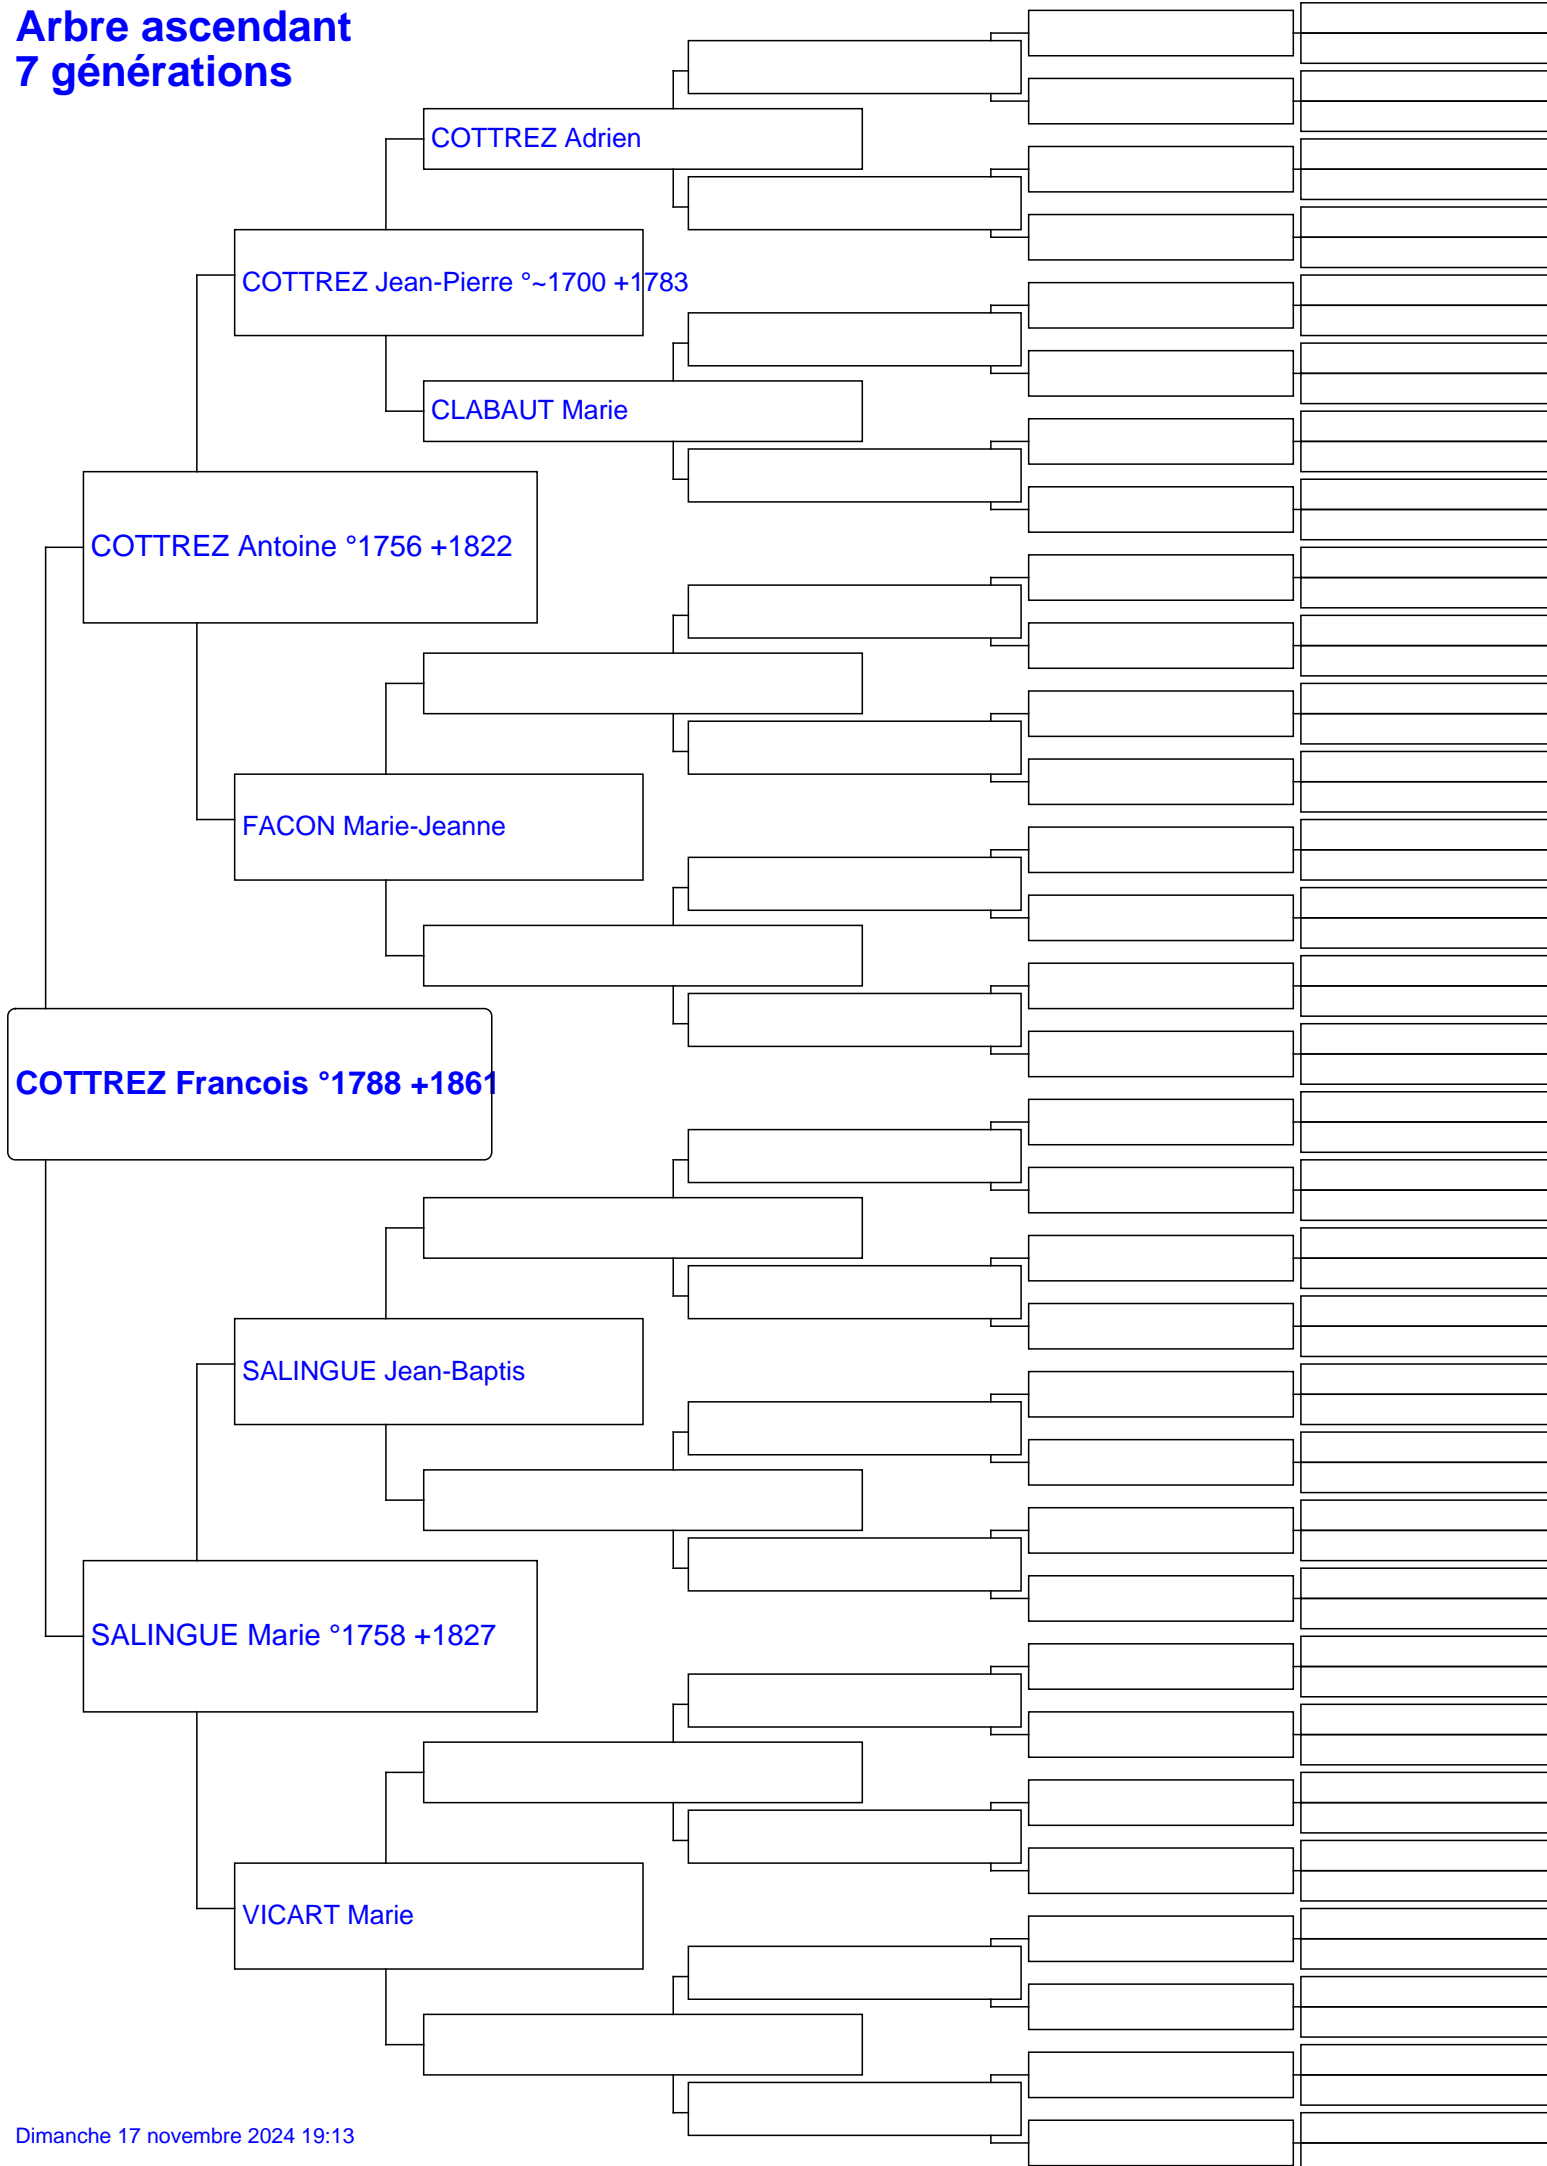 Arbre ascendant
7 générations
COTTREZ Adrien
COTTREZ Jean-Pierre °~1700 +1783
CLABAUT Marie
COTTREZ Antoine °1756 +1822
FACON Marie-Jeanne
COTTREZ Francois °1788 +1861
SALINGUE Jean-Baptis
SALINGUE Marie °1758 +1827
VICART Marie
Dimanche 17 novembre 2024 19:13